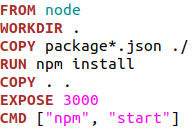 FROM node
WORKDIR .
COPY package*.json ./
RUN npm install
COPY . .
EXPOSE 3000
CMD ["npm", "start"]